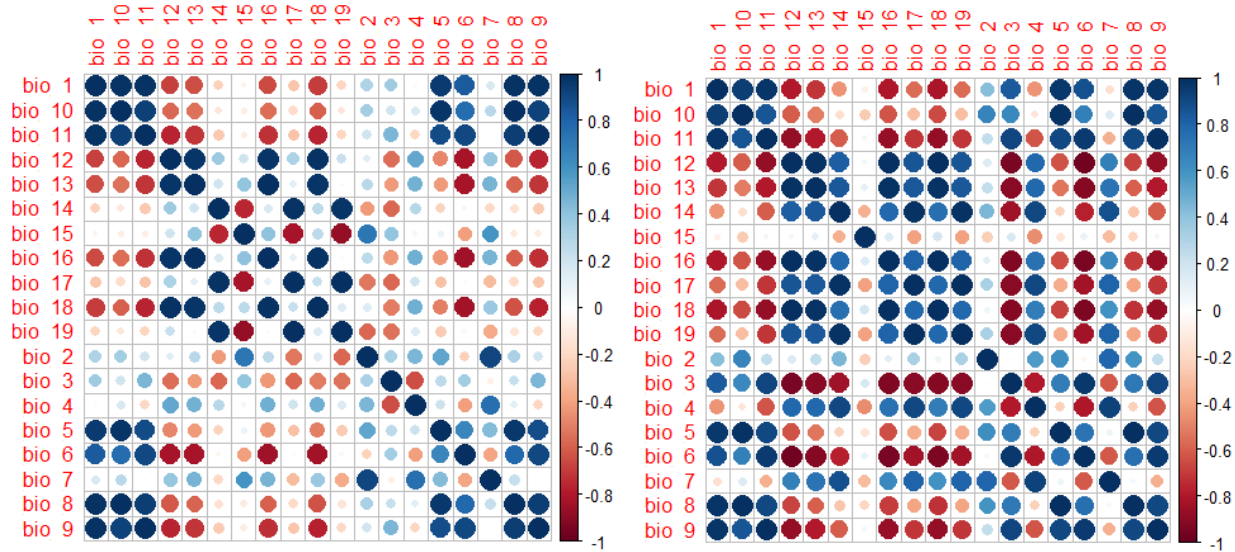 bio 1 bio 10 bio 11 bio 12 bio 13 bio 14 bio 15 bio 16 bio 17 bio 18 bio 19 bio 2 bio 3 bio 4 bio 5 bio 6 bio 7 bio 8 bio 9
bio 1
bio 10
bio 11
bio 12
bio 13
bio 14
bio 15
bio 16
bio 17
bio 18
bio 19
bio 2
bio 3
bio 4
bio 5
bio 6
bio 7
bio 8
bio 9
1
0.8
0.6
0.4
0.2
0
-0.2
-0.4
-0.6
-0.8
-1
bio 1 bio 10 bio 11 bio 12 bio 13 bio 14 bio 15 bio 16 bio 17 bio 18 bio 19 bio 2 bio 3 bio 4 bio 5 bio 6 bio 7 bio 8 bio 9
bio 1
bio 10
bio 11
bio 12
bio 13
bio 14
bio 15
bio 16
bio 17
bio 18
bio 19
bio 2
bio 3
bio 4
bio 5
bio 6
bio 7
bio 8
bio 9
1
0.8
0.6
0.4
0.2
0
-0.2
-0.4
-0.6
-0.8
-1